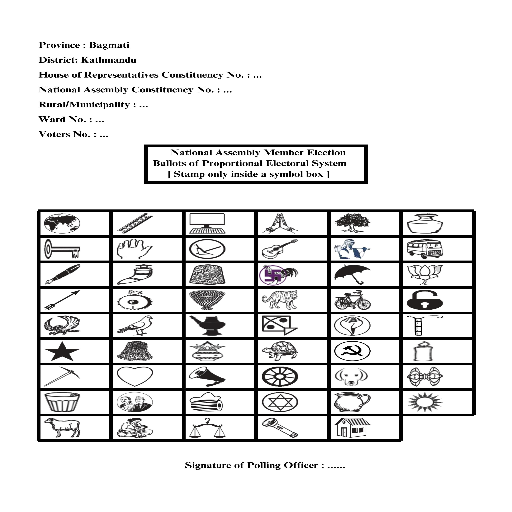 Province : Bagmati
District: Kathmandu
House of Representatives Constituency No. : ...
National Assembly Constituency No. : ...
Rural/Municipality : ...
Ward No. : ...
Voters No. : ...
National Assembly Member Election
Ballots of Proportional Electoral System
[ Stamp only inside a symbol box ]
Signature of Polling Officer : ......